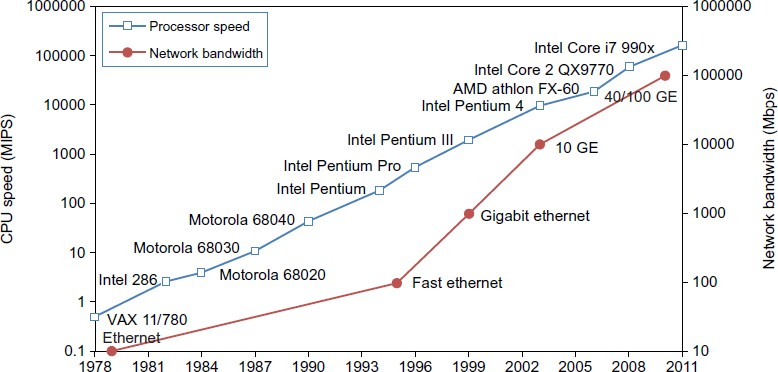 1000000
100000
10000
1000
100
10
1
0.1
CPU speed (MIPS)
Processor speed
Network bandwidth
Intel Core i7 990x
Intel Core 2 QX9770
AMD athlon FX-60
40/100 GE
Intel Pentium 4
Intel Pentium III
10 GE
Intel Pentium Pro
Intel Pentium
Motorola 68040
Gigabit ethernet
Motorola 68030
Intel 286
Motorola 68020
Fast ethernet
VAX 11/780
Ethernet
1978 1981 1984 1987 1990 1993 1996 1999 2002 2005 2008 2011
1000000
100000
10000
1000
100
10
Network bandwidth (Mbps)